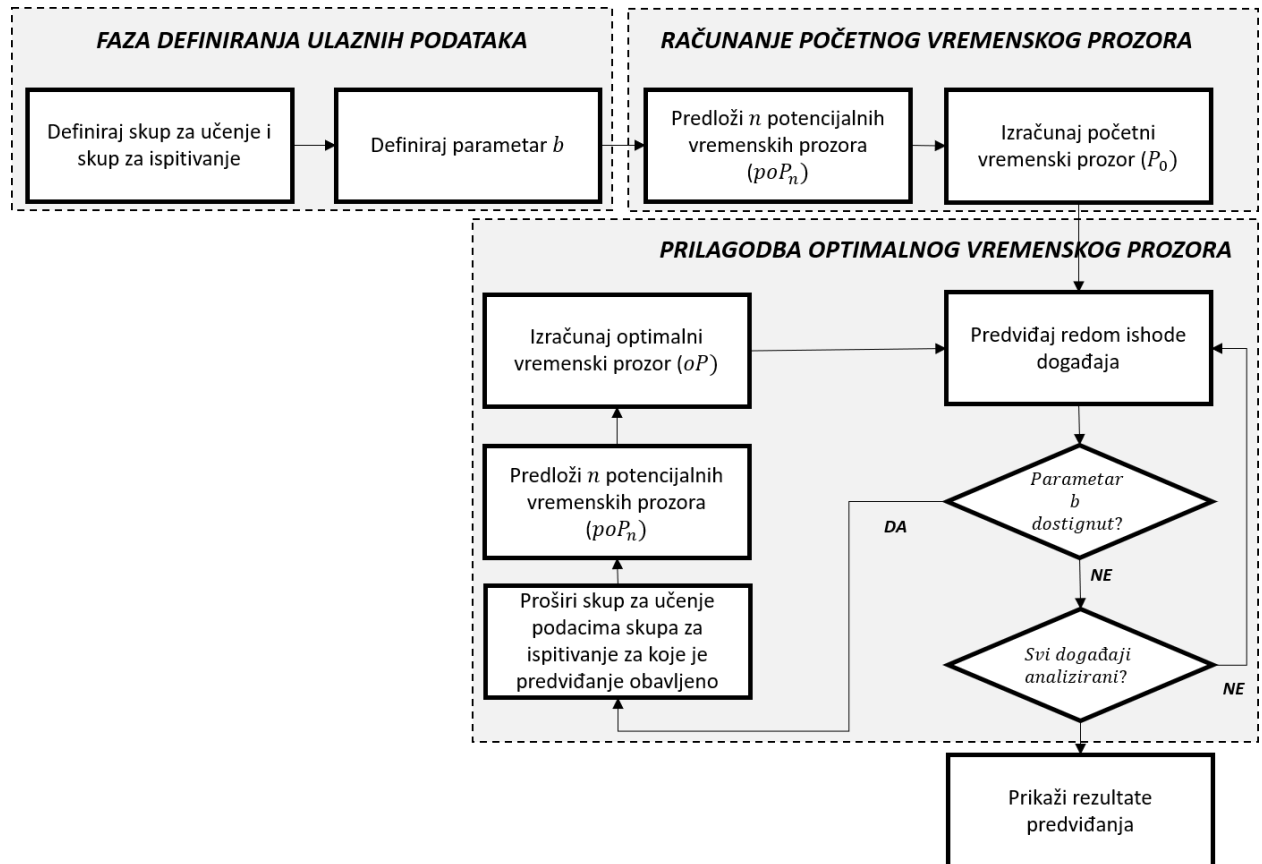 FAZA DEFINIRANJA ULAZNIH PODATAKA
Definiraj skup za učenje i
skup za ispitivanje
Definiraj parametar b
RAČUNANJE POČETNOG VREMENSKOG PROZORA
Predloži n potencijalnih
vremenskih prozora
(poPₙ)
Izračunaj početni
vremenski prozor (P₀)
PRILAGODBA OPTIMALNOG VREMENSKOG PROZORA
Izračunaj optimalni
vremenski prozor (oP)
Predviđaj redom ishode
događaja
Predloži n potencijalnih
vremenskih prozora
(poPₙ)
Parametar
b
dostignut?
DA
NE
Proširi skup za učenje
podacima skupa za
ispitivanje za koje je
predviđanje obavljeno
Svi događaji
analizirani?
NE
Prikaži rezultate
predviđanja